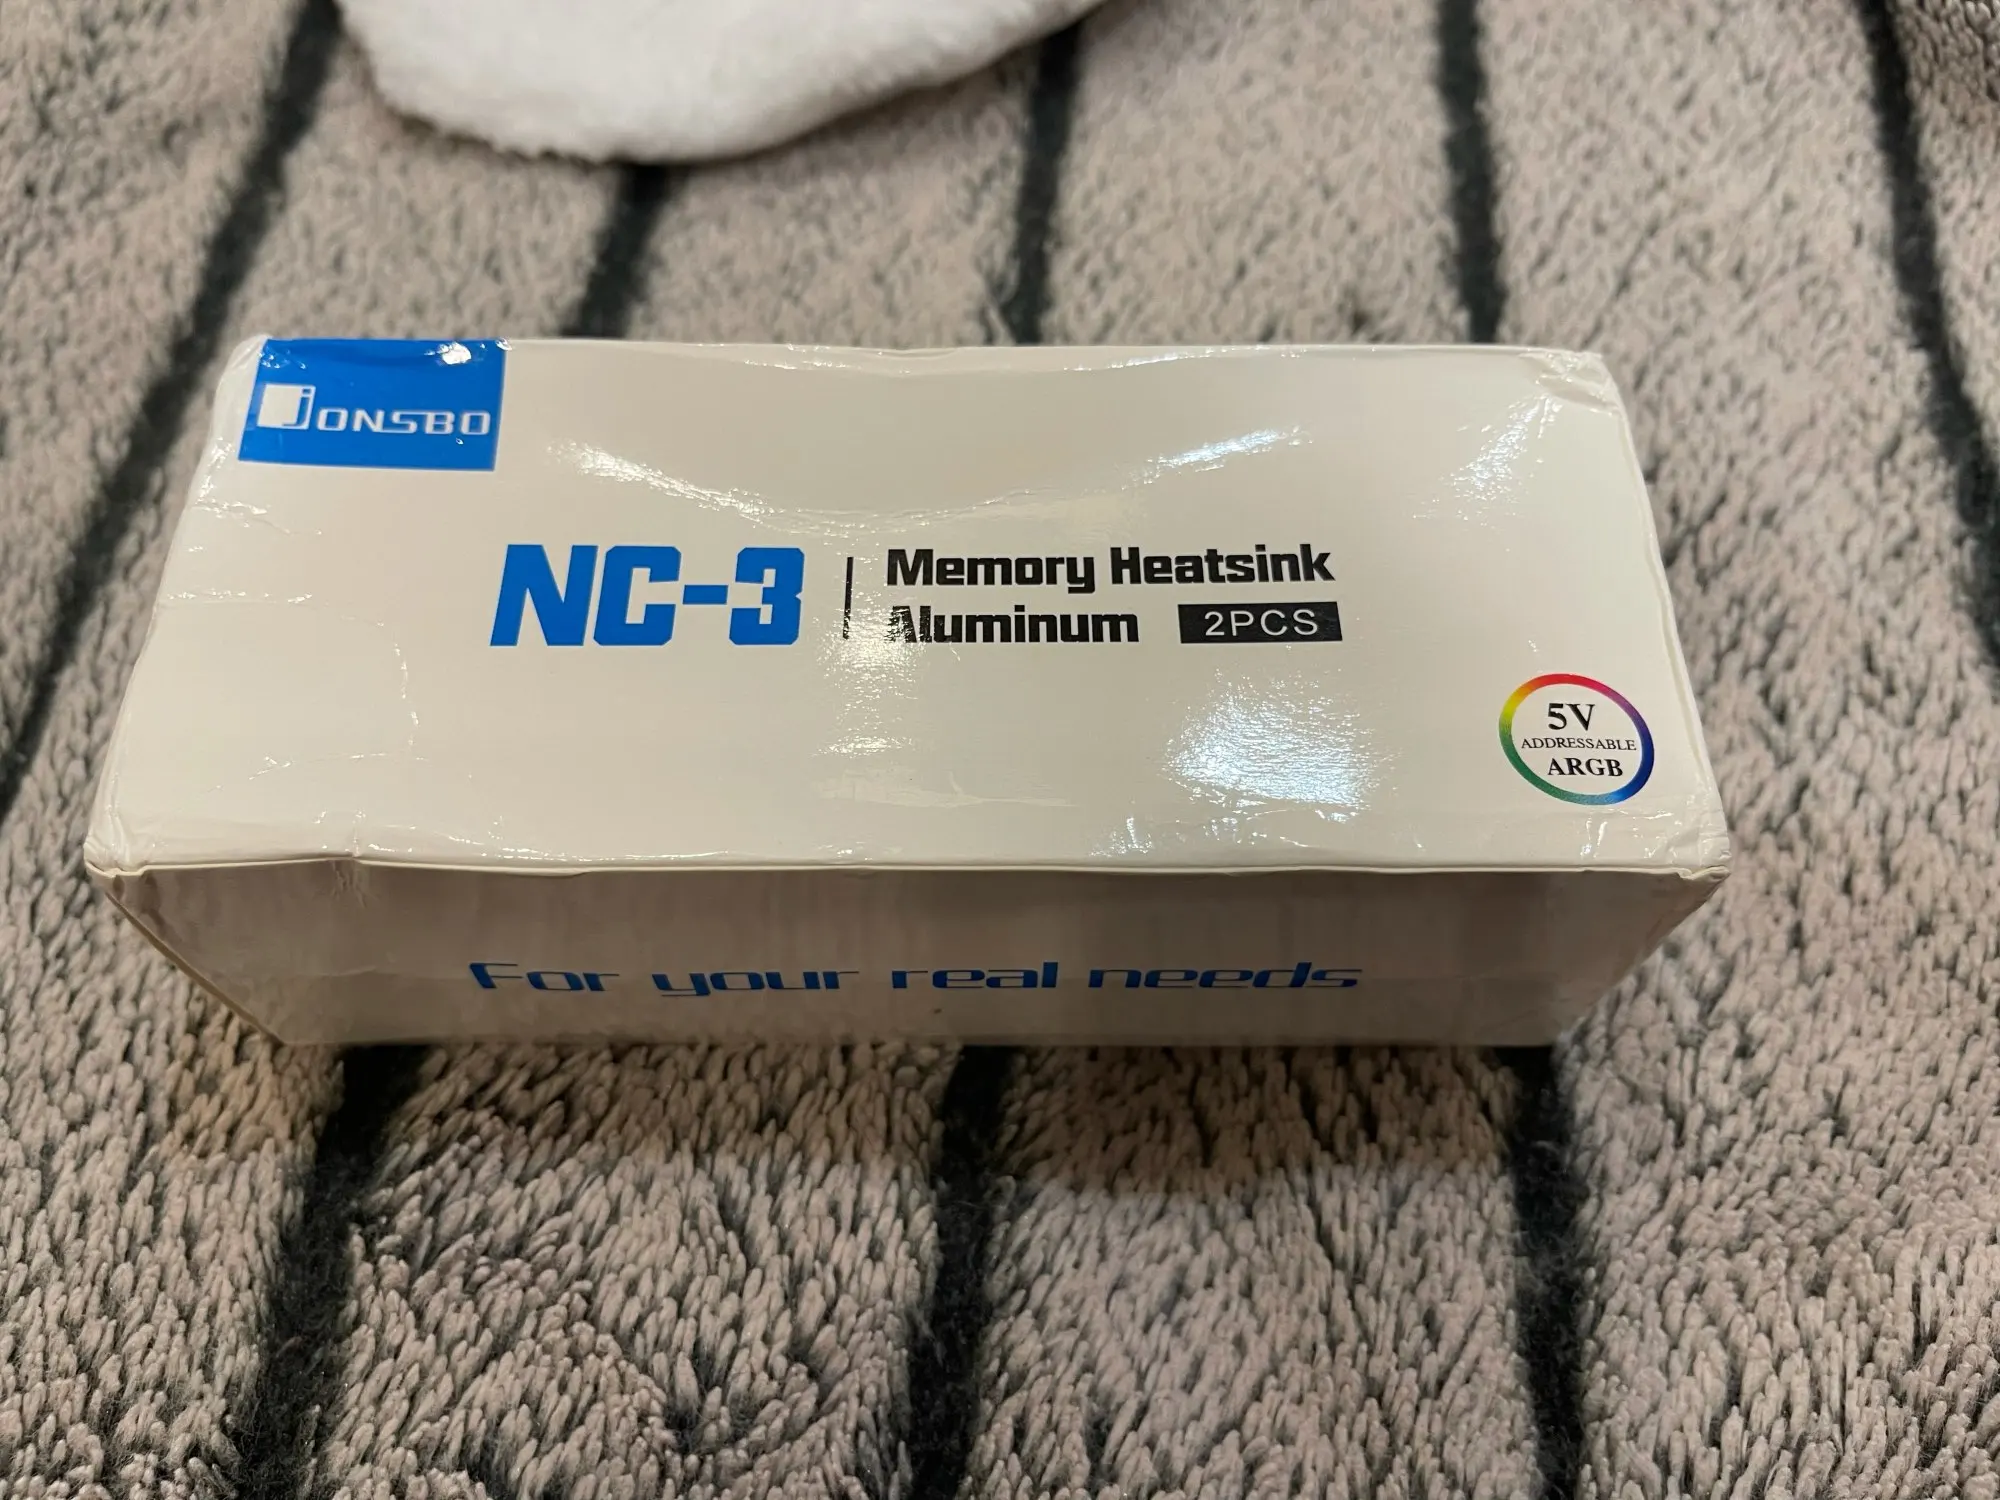 JONSBO
NC-3
Memory Heatsink
Aluminum 2PCS
5V
ADDRESSABLE
ARGB
For your real needs